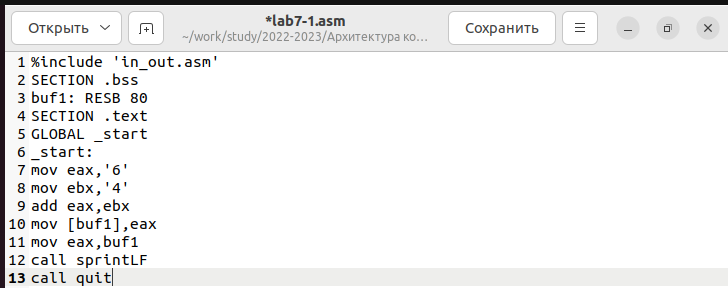 Открыть
*lab7-1.asm
~/work/study/2022-2023/Архитектура ко...
Сохранить
1 %include 'in_out.asm'
2 SECTION .bss
3 buf1: RESB 80
4 SECTION .text
5 GLOBAL _start
6 _start:
7 mov eax,'6'
8 mov ebx,'4'
9 add eax,ebx
10 mov [buf1],eax
11 mov eax,buf1
12 call sprintLF
13 call quit